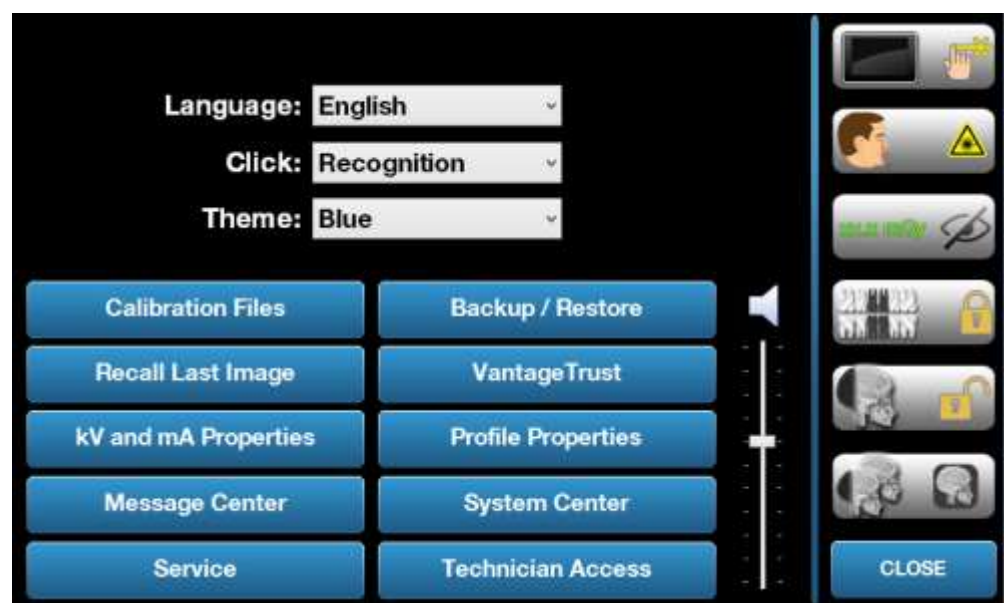 Language: English
Click: Recognition
Theme: Blue
Calibration Files
Backup / Restore
Recall Last Image
VantageTrust
kV and mA Properties
Profile Properties
Message Center
System Center
Service
Technician Access
CLOSE